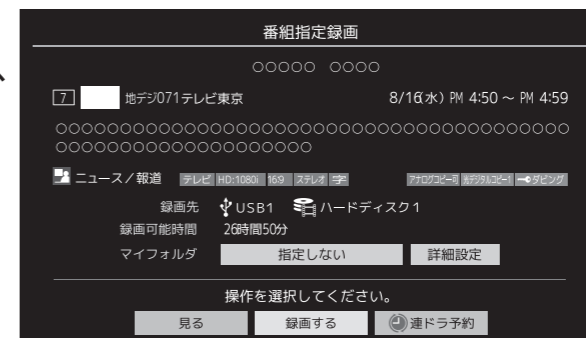 番組指定録画
○○○○○ ○○○○
7 地デジ071テレビ東京 8/16(水) PM 4:50 ~ PM 4:59
○○○○○○○○○○○○○○○○○○○○○○○○○○○○○○○○○○○○○○○○
○○○○○○○○○○○○○○○○○○○○
ニュース/報道 テレビ HD:1080i 16:9 ステレオ 字 アナログコピー可 光デジタルコピー1 ダビング
録画先 USB1 ハードディスク1
録画可能時間 26時間50分
マイフォルダ 指定しない 詳細設定
操作を選択してください。
見る 録画する 連ドラ予約